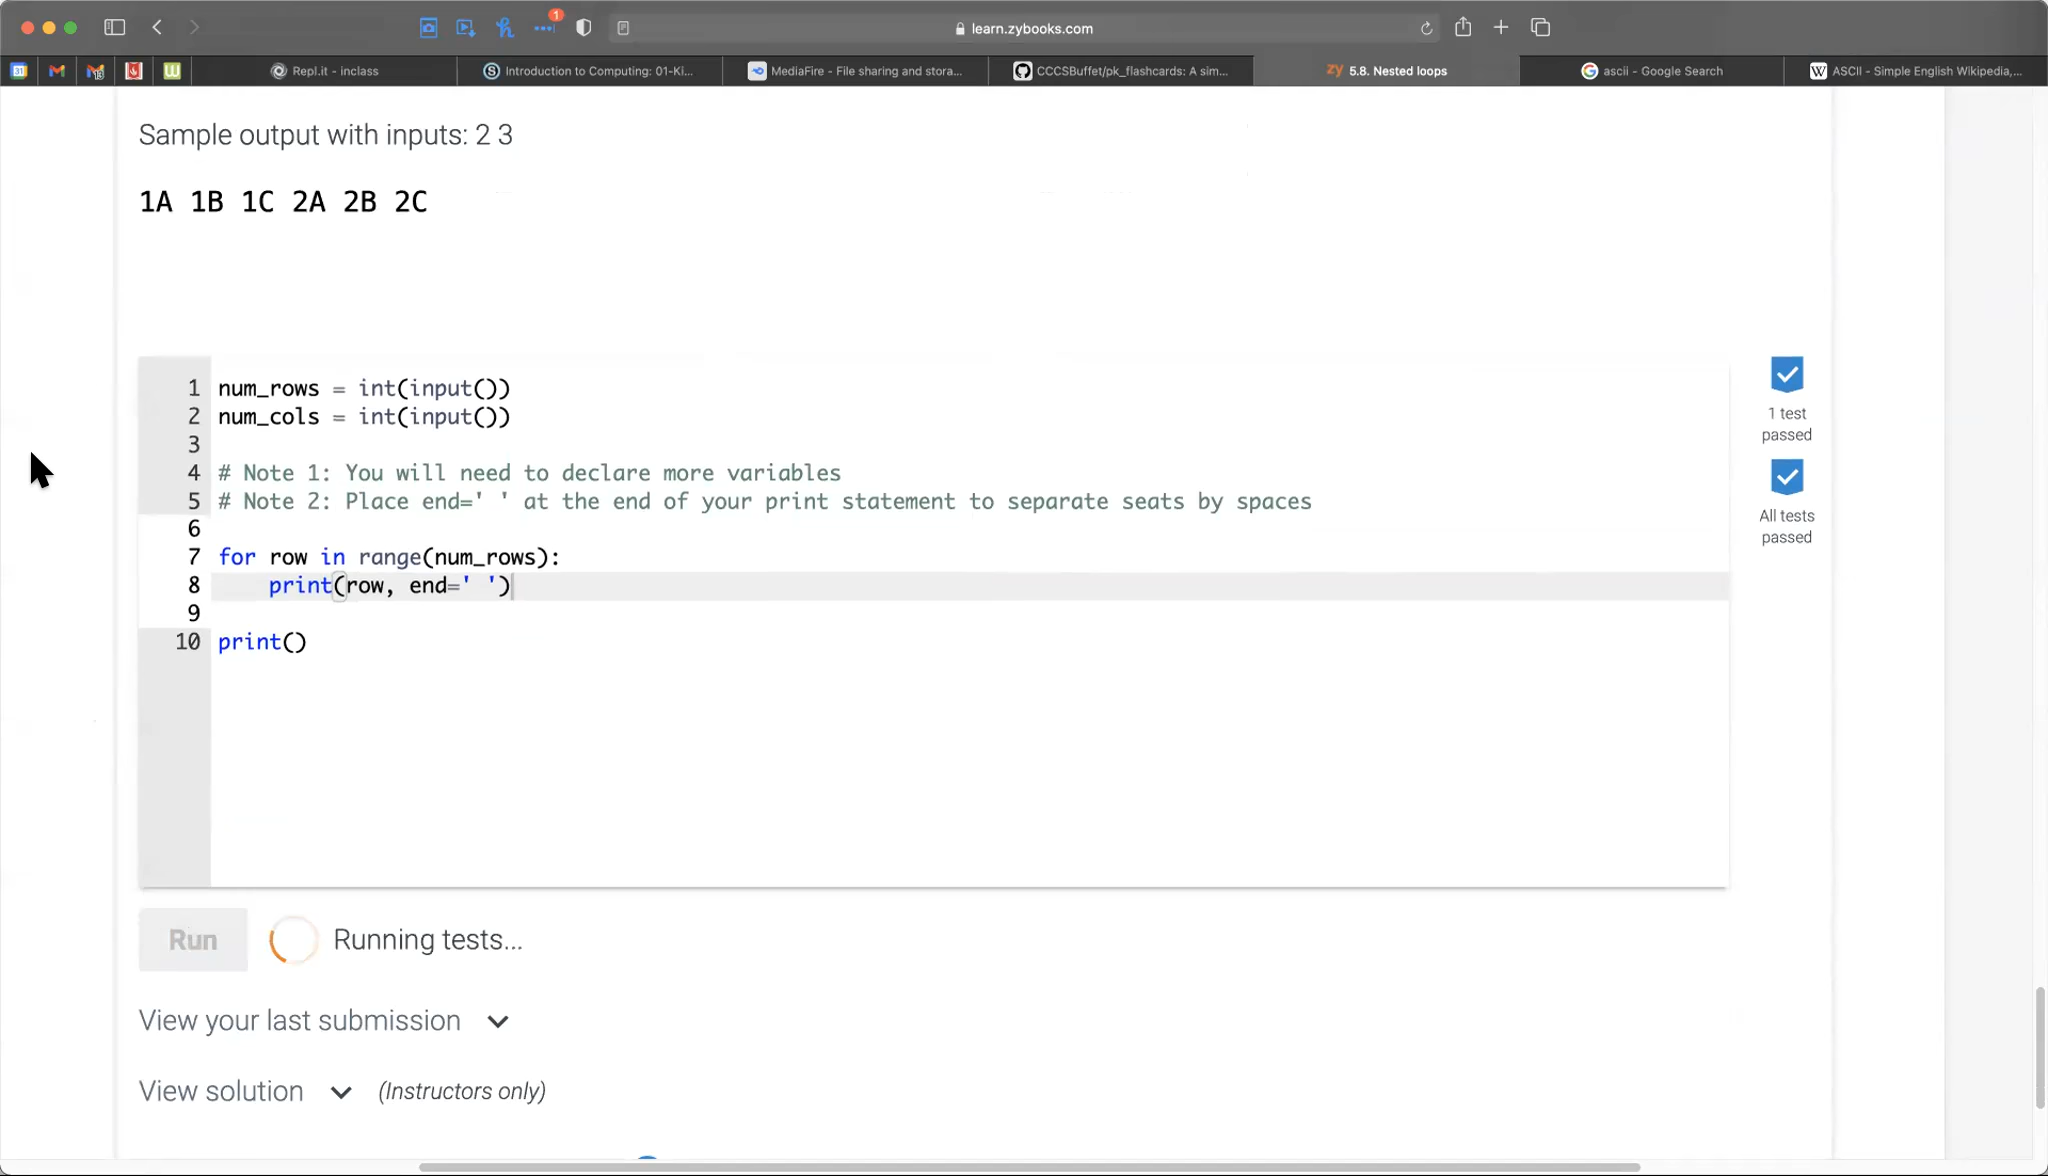 1
learn.zybooks.com
31
13
Repl.it - inclass
Introduction to Computing: 01-Ki...
MediaFire - File sharing and stora...
CCCSBuffet/pk_flashcards: A sim...
zy 5.8. Nested loops
ascii - Google Search
W ASCII - Simple English Wikipedia,...
Sample output with inputs: 2 3
1A 1B 1C 2A 2B 2C
1 num_rows = int(input())
2 num_cols = int(input())
3
4 # Note 1: You will need to declare more variables
5 # Note 2: Place end=' ' at the end of your print statement to separate seats by spaces
6
7 for row in range(num_rows):
8 print(row, end=' ')
9
10 print()
1 test
passed
All tests
passed
Run Running tests...
View your last submission
View solution (Instructors only)